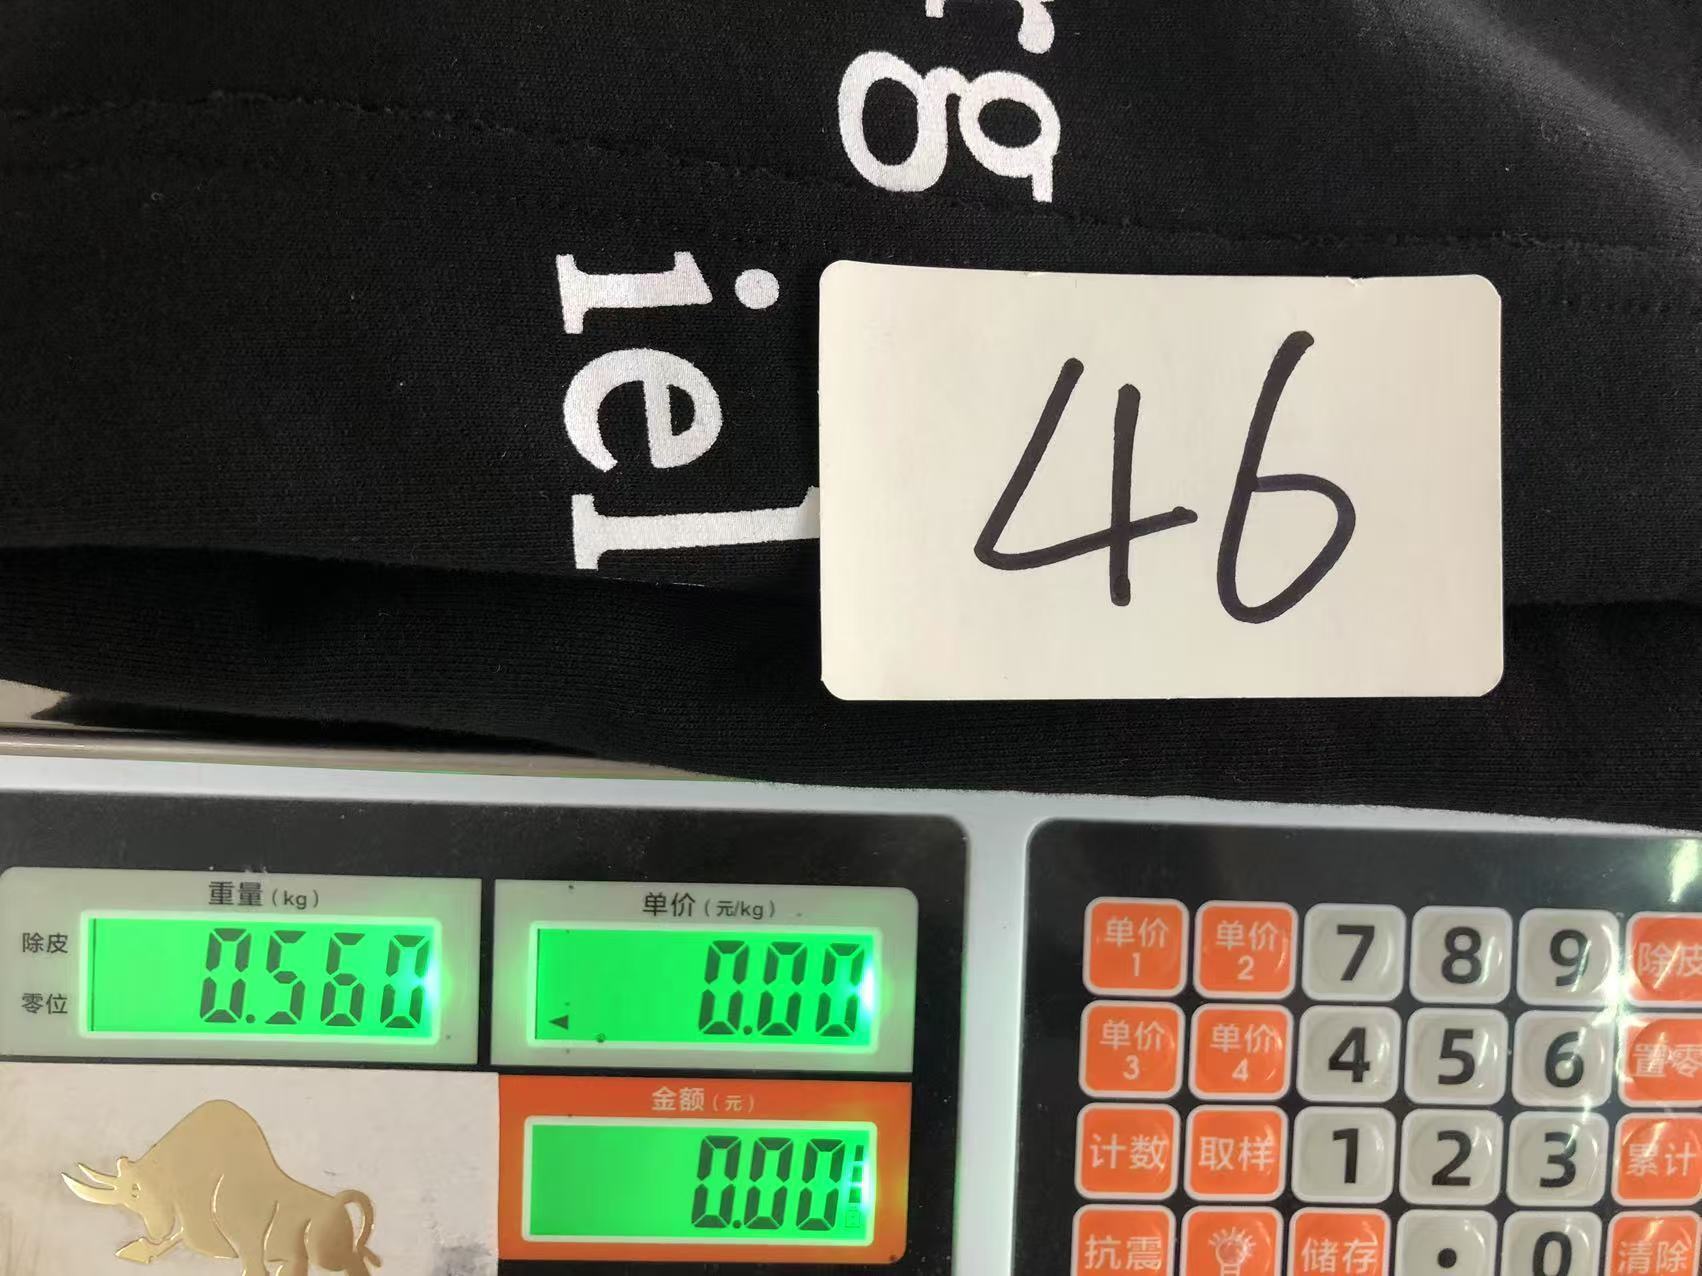 rg
iel
46
重量(kg)
除皮
零位
0.560
单价(元/kg)
0.00
金额(元)
0.00
单价1 单价2 7 8 9 除皮
单价3 单价4 4 5 6 置零
计数 取样 1 2 3 累计
抗震 储存 . 0 清除